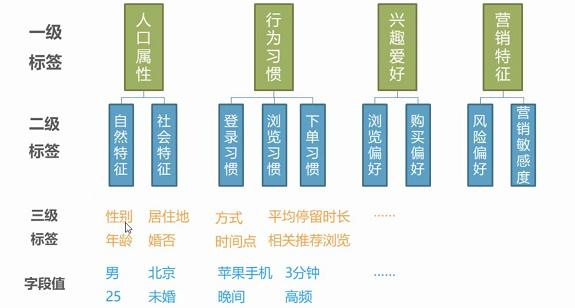 一级
标签
人口属性
行为习惯
兴趣爱好
营销特征
二级
标签
自然特征
社会特征
登录习惯
浏览习惯
下单习惯
浏览偏好
购买偏好
风险偏好
营销敏感度
三级
标签
性别 居住地 方式 平均停留时长 ……
年龄 婚否 时间点 相关推荐浏览
字段值
男 北京 苹果手机 3分钟 ……
25 未婚 晚间 高频